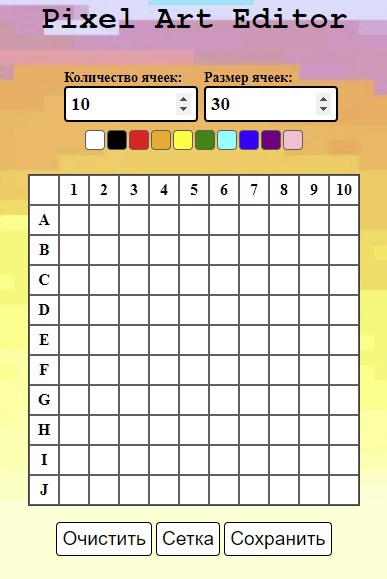 Pixel Art Editor
Количество ячеек: Размер ячеек:
10 30
1 2 3 4 5 6 7 8 9 10
A
B
C
D
E
F
G
H
I
J
Очистить Сетка Сохранить